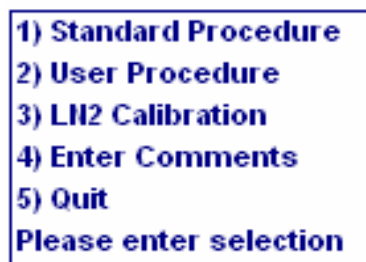 1) Standard Procedure
2) User Procedure
3) LN2 Calibration
4) Enter Comments
5) Quit
Please enter selection